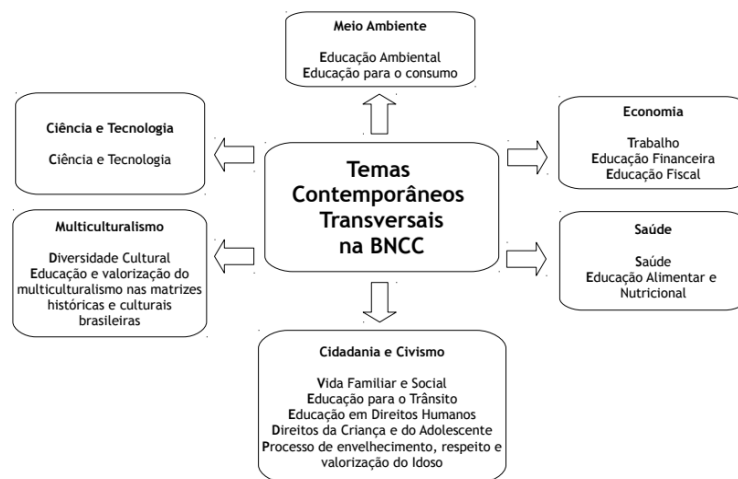 Meio Ambiente
Educação Ambiental
Educação para o consumo
Ciência e Tecnologia
Ciência e Tecnologia
Economia
Trabalho
Educação Financeira
Educação Fiscal
Temas
Contemporâneos
Transversais
na BNCC
Multiculturalismo
Diversidade Cultural
Educação e valorização do
multiculturalismo nas matrizes
históricas e culturais
brasileiras
Saúde
Saúde
Educação Alimentar e
Nutricional
Cidadania e Civismo
Vida Familiar e Social
Educação para o Trânsito
Educação em Direitos Humanos
Direitos da Criança e do Adolescente
Processo de envelhecimento, respeito e
valorização do Idoso